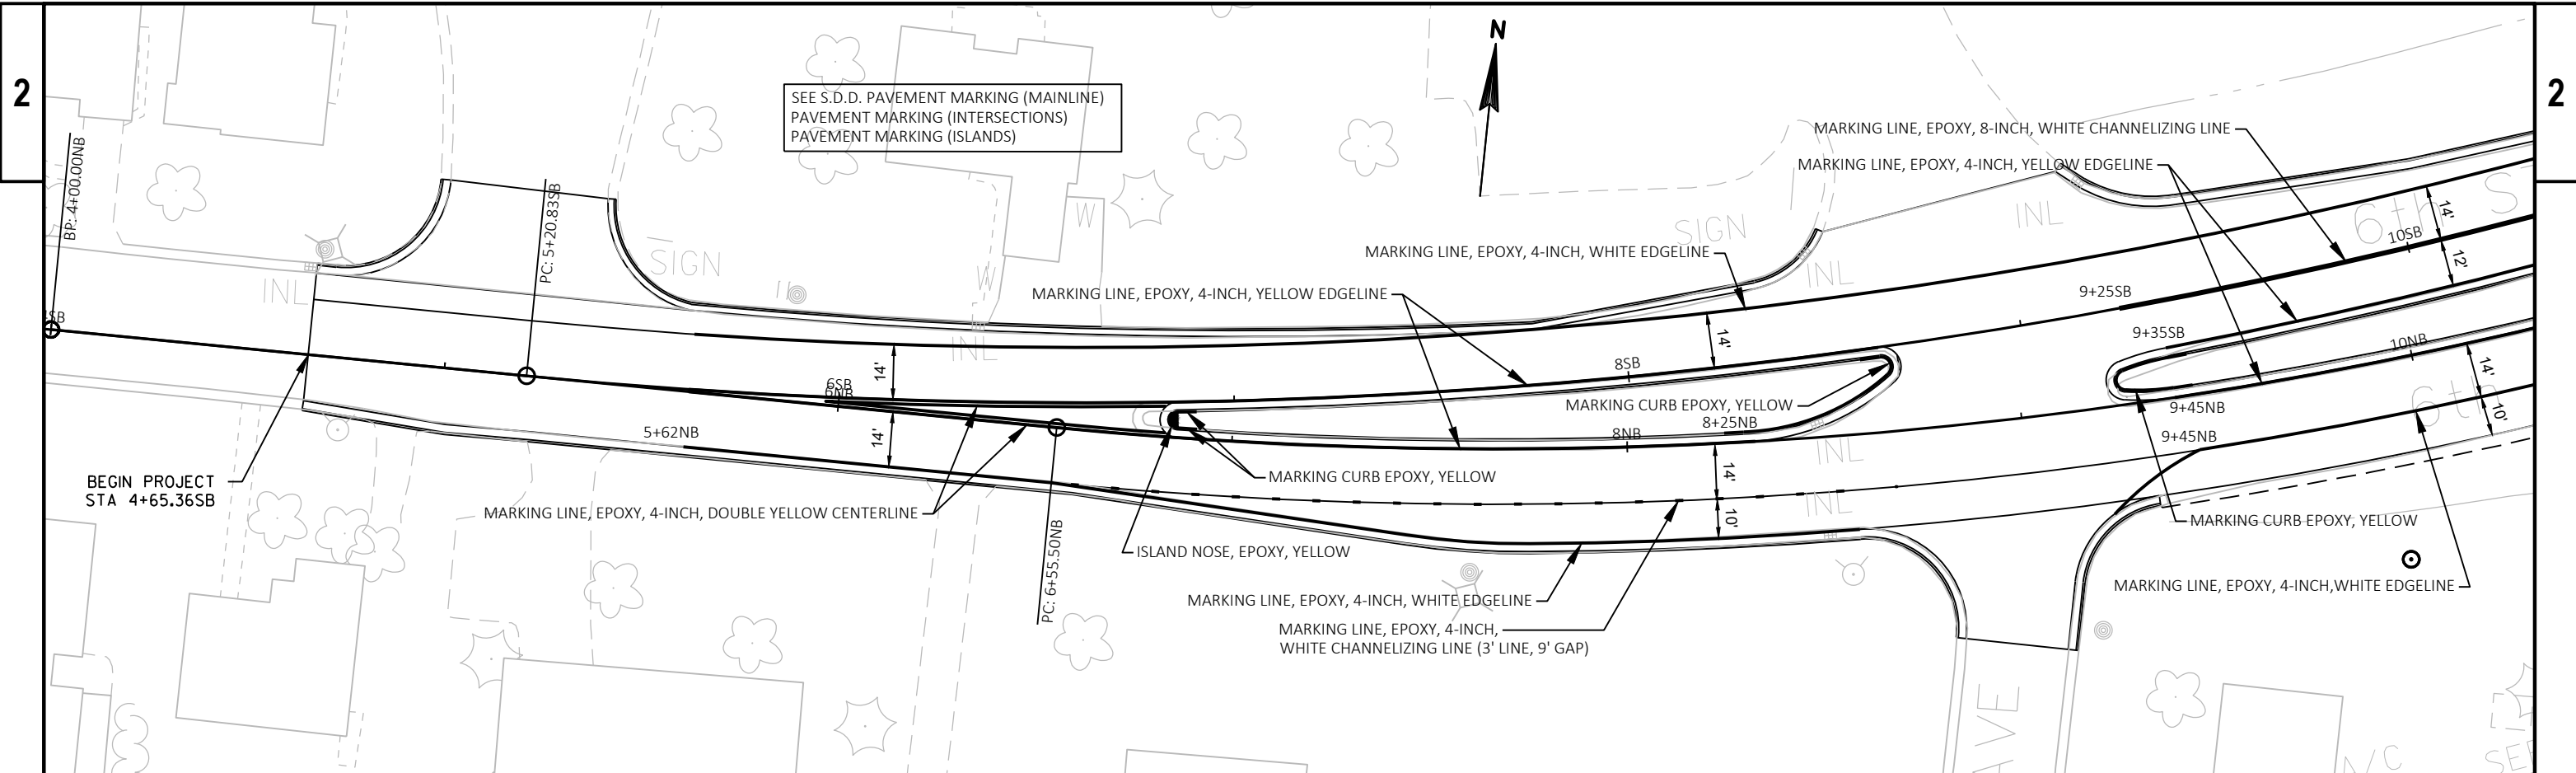 2
2
N
SEE S.D.D. PAVEMENT MARKING (MAINLINE)
PAVEMENT MARKING (INTERSECTIONS)
PAVEMENT MARKING (ISLANDS)
MARKING LINE, EPOXY, 8-INCH, WHITE CHANNELIZING LINE
MARKING LINE, EPOXY, 4-INCH, YELLOW EDGELINE
BP: 4+00.00NB
PC: 5+20.83SB
W
W
SIGN
SIGN
INL
INL
INL
INL
INL
INL
6th S
6th
MARKING LINE, EPOXY, 4-INCH, WHITE EDGELINE
MARKING LINE, EPOXY, 4-INCH, YELLOW EDGELINE
14'
10SB
12'
9+25SB
9+35SB
14'
14'
6SB
6NB
8SB
10NB
14'
10'
MARKING CURB EPOXY, YELLOW
8+25NB
8NB
9+45NB
9+45NB
5+62NB
14'
14'
10'
BEGIN PROJECT
STA 4+65.36SB
MARKING CURB EPOXY, YELLOW
MARKING LINE, EPOXY, 4-INCH, DOUBLE YELLOW CENTERLINE
MARKING CURB EPOXY, YELLOW
ISLAND NOSE, EPOXY, YELLOW
PC: 6+55.50NB
MARKING LINE, EPOXY, 4-INCH,WHITE EDGELINE
MARKING LINE, EPOXY, 4-INCH, WHITE EDGELINE
MARKING LINE, EPOXY, 4-INCH,
WHITE CHANNELIZING LINE (3' LINE, 9' GAP)
AVE